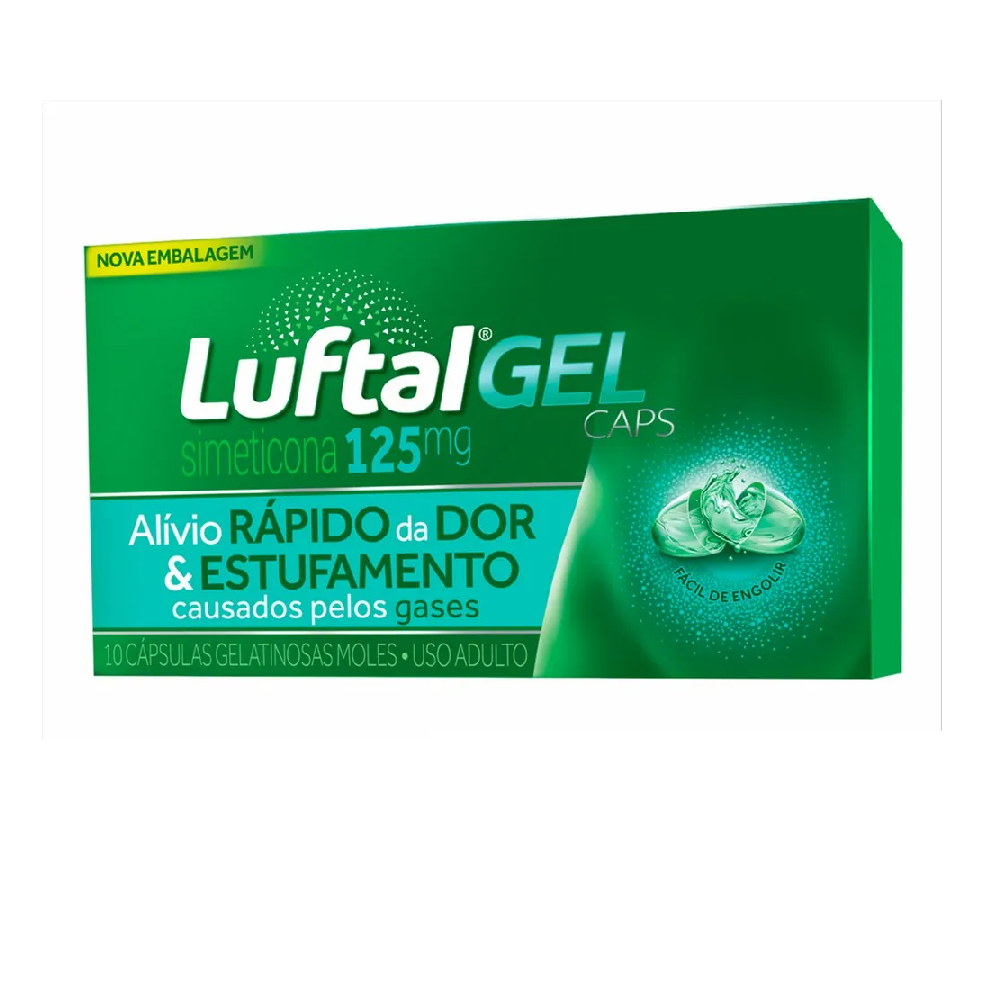 NOVA EMBALAGEM
Luftal® GEL
CAPS
simeticona 125mg
Alívio RÁPIDO da DOR
& ESTUFAMENTO
causados pelos gases
10 CÁPSULAS GELATINOSAS MOLES • USO ADULTO
FÁCIL DE ENGOLIR